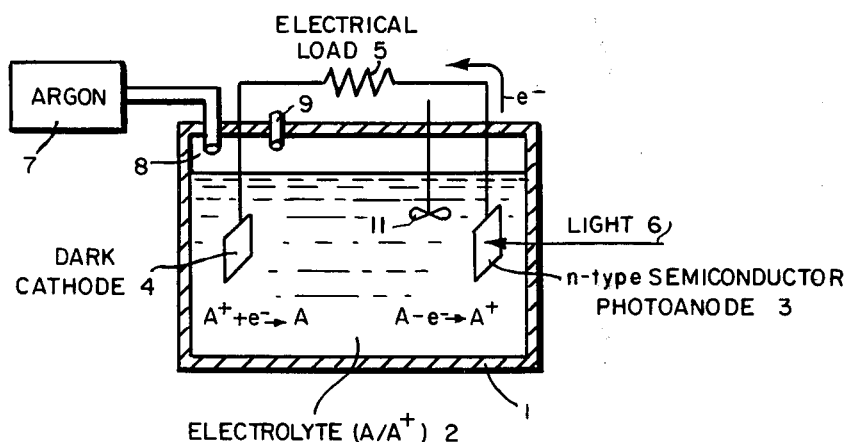 ELECTRICAL
LOAD 5
e⁻
ARGON
7
8
9
11
LIGHT 6
DARK
CATHODE 4
n-type SEMICONDUCTOR
PHOTOANODE 3
A⁺+e⁻→A
A-e⁻→A⁺
1
ELECTROLYTE (A/A⁺) 2